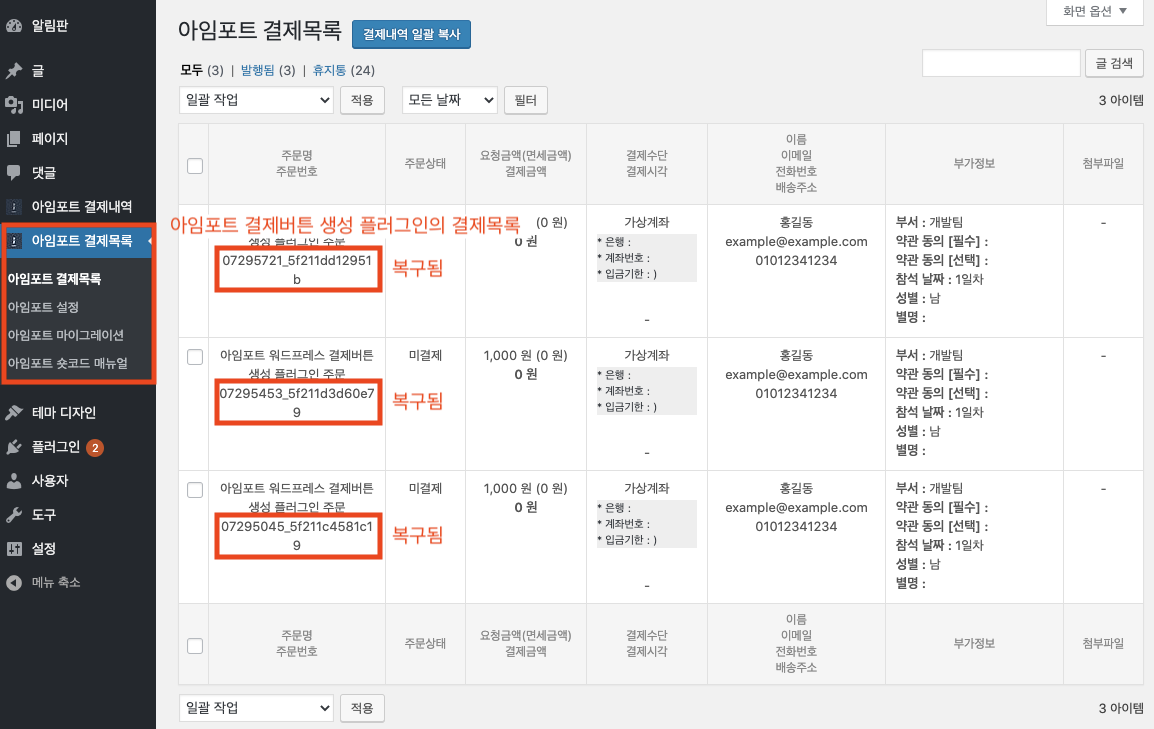 알림판
글
미디어
페이지
댓글
아임포트 결제내역
아임포트 결제목록
아임포트 결제목록
아임포트 설정
아임포트 마이그레이션
아임포트 숏코드 매뉴얼
테마 디자인
플러그인 2
사용자
도구
설정
메뉴 축소
화면 옵션 ▼
아임포트 결제목록 결제내역 일괄 복사
모두 (3) | 발행됨 (3) | 휴지통 (24)
글 검색
일괄 작업 적용 모든 날짜 필터 3 아이템
주문명
주문번호
주문상태
요청금액(면세금액)
결제금액
결제수단
결제시각
이름
이메일
전화번호
배송주소
부가정보
첨부파일
아임포트 결제버튼 생성 플러그인의 결제목록
생성 플러그인 주문
07295721_5f211dd12951
b
복구됨
(0 원)
0 원
가상계좌
* 은행 :
* 계좌번호 :
* 입금기한 : )
-
홍길동
example@example.com
01012341234
부서 : 개발팀
약관 동의 [필수] :
약관 동의 [선택] :
참석 날짜 : 1일차
성별 : 남
별명 :
-
아임포트 워드프레스 결제버튼
생성 플러그인 주문
07295453_5f211d3d60e7
9
복구됨
미결제
1,000 원 (0 원)
0 원
가상계좌
* 은행 :
* 계좌번호 :
* 입금기한 : )
-
홍길동
example@example.com
01012341234
부서 : 개발팀
약관 동의 [필수] :
약관 동의 [선택] :
참석 날짜 : 1일차
성별 : 남
별명 :
-
아임포트 워드프레스 결제버튼
생성 플러그인 주문
07295045_5f211c4581c1
9
복구됨
미결제
1,000 원 (0 원)
0 원
가상계좌
* 은행 :
* 계좌번호 :
* 입금기한 : )
-
홍길동
example@example.com
01012341234
부서 : 개발팀
약관 동의 [필수] :
약관 동의 [선택] :
참석 날짜 : 1일차
성별 : 남
별명 :
-
주문명
주문번호
주문상태
요청금액(면세금액)
결제금액
결제수단
결제시각
이름
이메일
전화번호
배송주소
부가정보
첨부파일
일괄 작업 적용 3 아이템